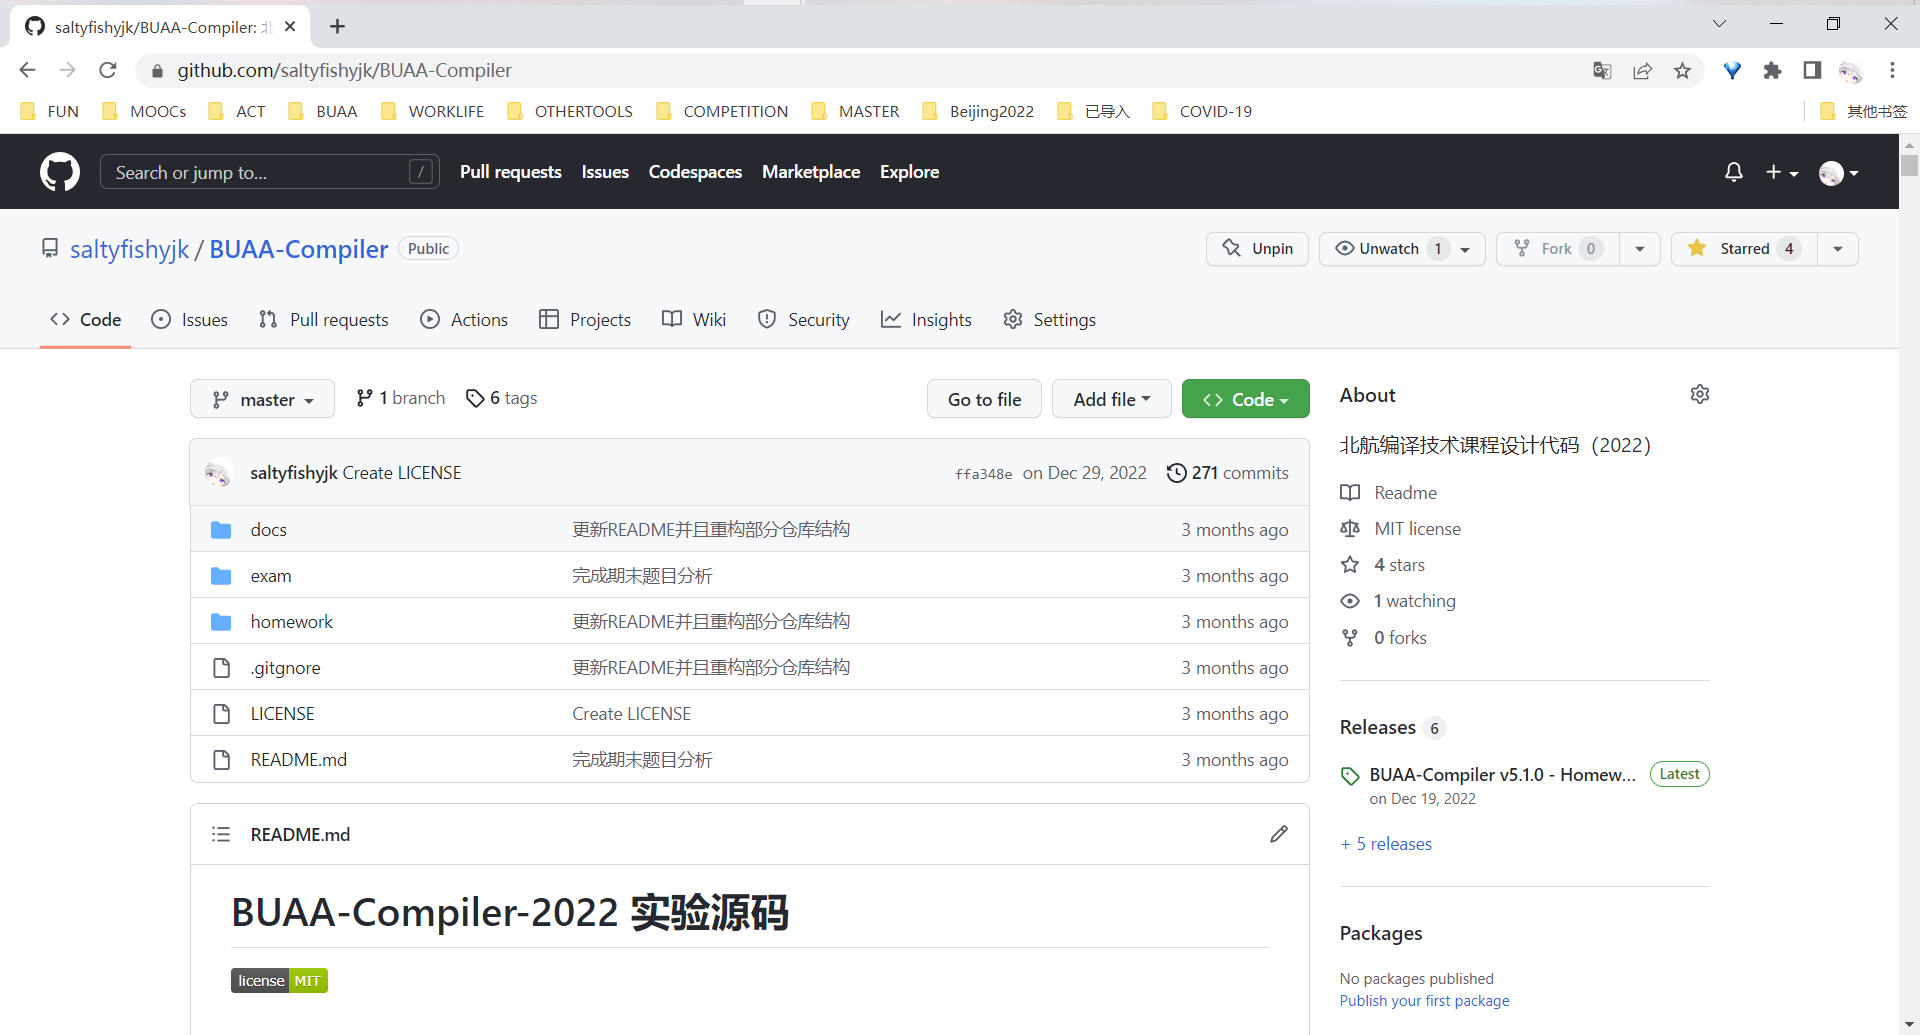 saltyfishyjk/BUAA-Compiler: 北
github.com/saltyfishyjk/BUAA-Compiler
FUN MOOCs ACT BUAA WORKLIFE OTHERTOOLS COMPETITION MASTER Beijing2022 已导入 COVID-19 其他书签
Search or jump to... / Pull requests Issues Codespaces Marketplace Explore
saltyfishyjk / BUAA-Compiler Public Unpin Unwatch 1 Fork 0 Starred 4
Code Issues Pull requests Actions Projects Wiki Security Insights Settings
master 1 branch 6 tags Go to file Add file Code
saltyfishyjk Create LICENSE ffa348e on Dec 29, 2022 271 commits
docs 更新README并且重构部分仓库结构 3 months ago
exam 完成期末题目分析 3 months ago
homework 更新README并且重构部分仓库结构 3 months ago
.gitgnore 更新README并且重构部分仓库结构 3 months ago
LICENSE Create LICENSE 3 months ago
README.md 完成期末题目分析 3 months ago
README.md
BUAA-Compiler-2022 实验源码
license MIT
About
北航编译技术课程设计代码（2022）
Readme
MIT license
4 stars
1 watching
0 forks
Releases 6
BUAA-Compiler v5.1.0 - Homew... Latest
on Dec 19, 2022
+ 5 releases
Packages
No packages published
Publish your first package